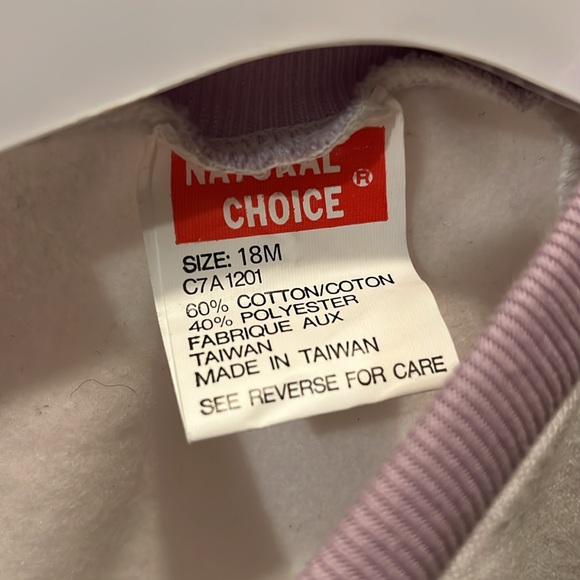 NATURAL ®
CHOICE
SIZE: 18M
C7A1201
60% COTTON/COTON
40% POLYESTER
FABRIQUE AUX
TAIWAN
MADE IN TAIWAN
SEE REVERSE FOR CARE